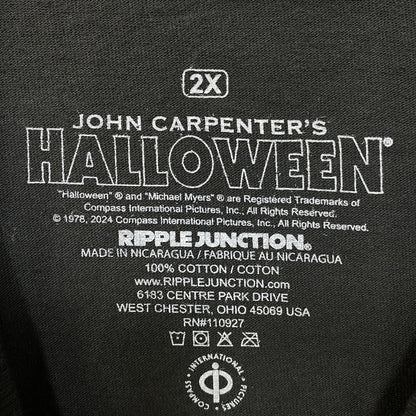 2X
JOHN CARPENTER'S
HALLOWEEN®
"Halloween" ® and "Michael Myers" ® are Registered Trademarks of
Compass International Pictures, Inc., All Rights Reserved.
© 1978, 2024 Compass International Pictures, Inc., All Rights Reserved.
RIPPLE JUNCTION®
MADE IN NICARAGUA / FABRIQUE AU NICARAGUA
100% COTTON / COTON
www.RIPPLEJUNCTION.com
6183 CENTRE PARK DRIVE
WEST CHESTER, OHIO 45069 USA
RN#110927
COMPASS • INTERNATIONAL • PICTURES •